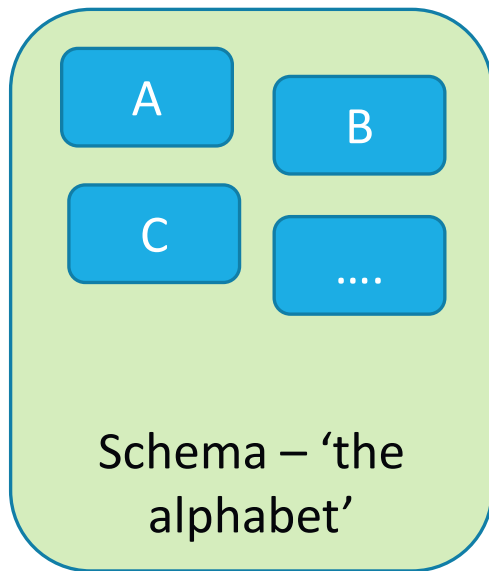 A
B
C
....
Schema – ‘the
alphabet’